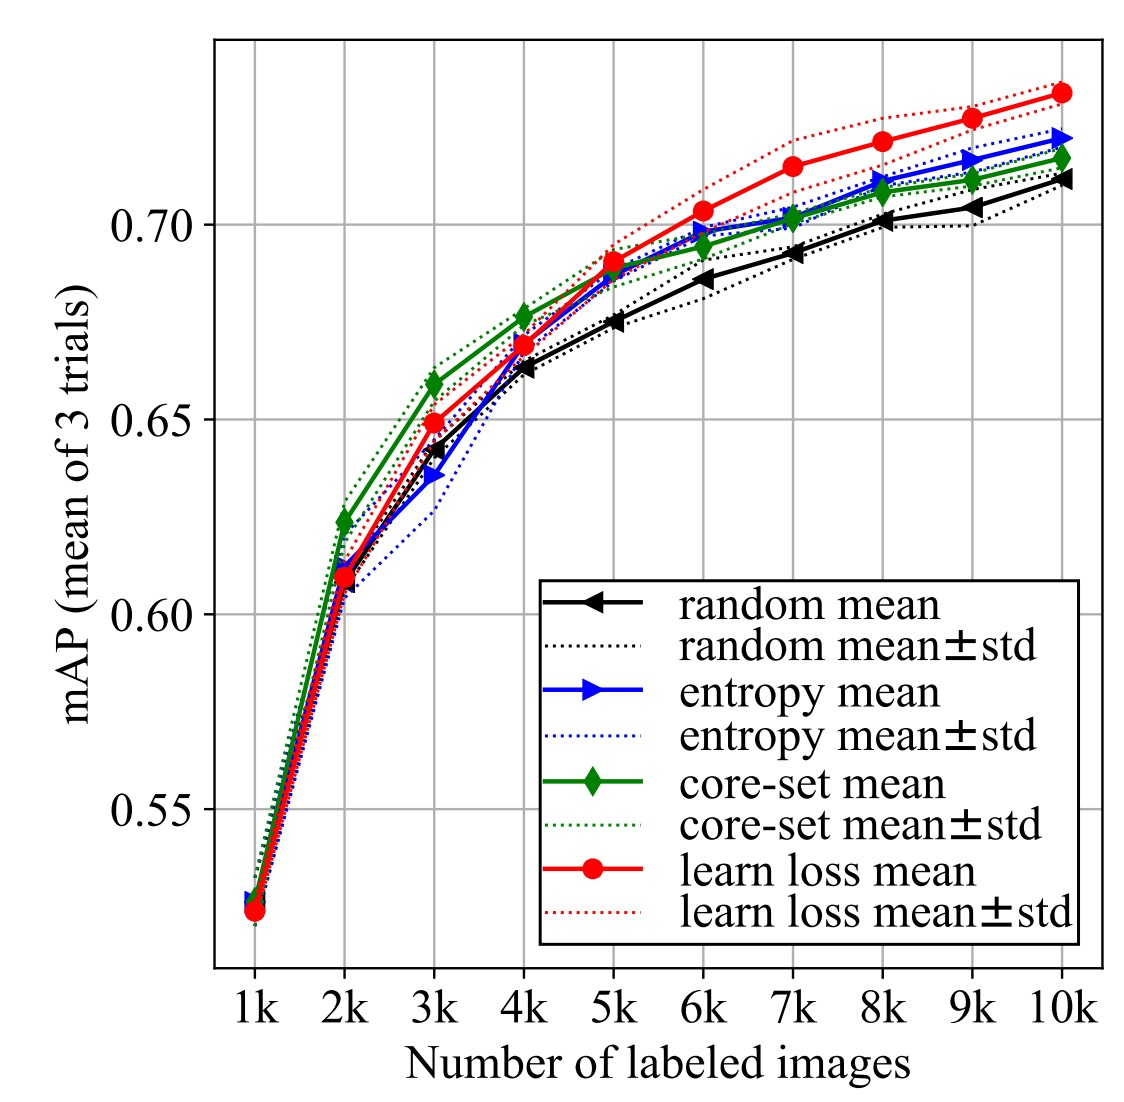 mAP (mean of 3 trials)
0.70
0.65
0.60
0.55
random mean
random mean±std
entropy mean
entropy mean±std
core-set mean
core-set mean±std
learn loss mean
learn loss mean±std
1k 2k 3k 4k 5k 6k 7k 8k 9k 10k
Number of labeled images